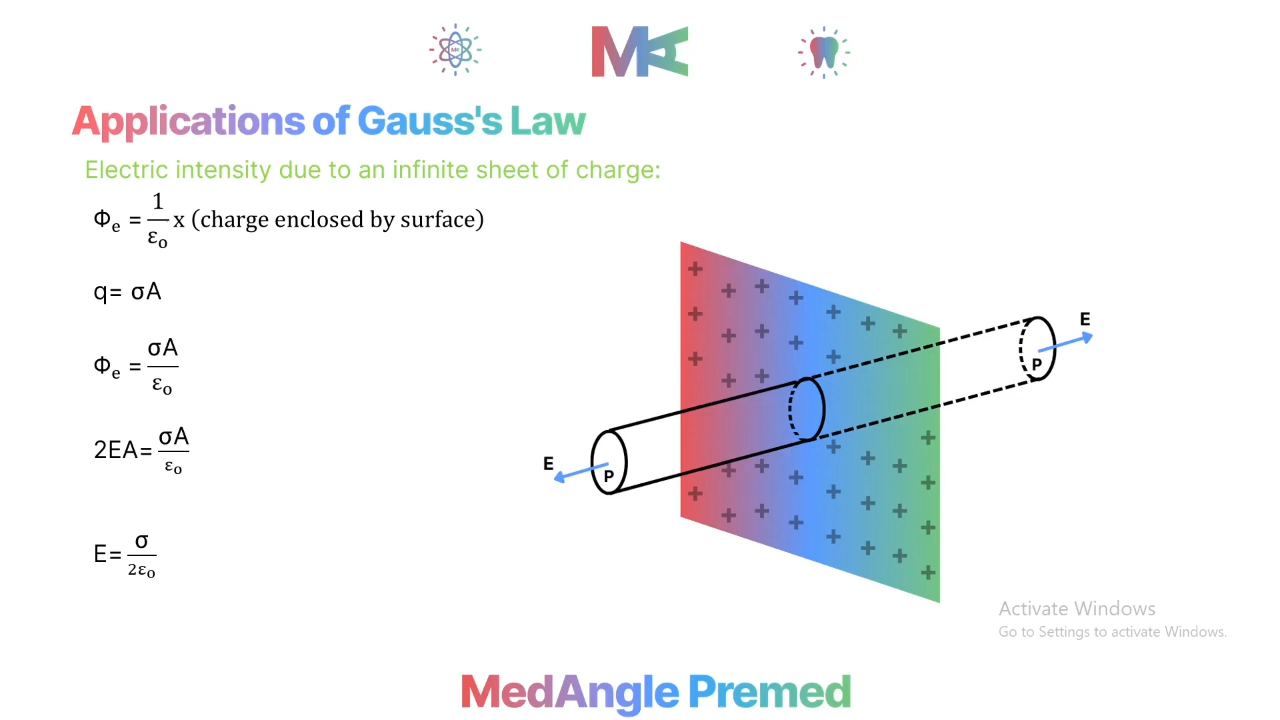 MA
Applications of Gauss's Law
Electric intensity due to an infinite sheet of charge:
Φₑ = 1/εₒ x (charge enclosed by surface)
q= σA
Φₑ = σA/εₒ
2EA= σA/εₒ
E= σ/2εₒ
E
P
E
P
Activate Windows
Go to Settings to activate Windows.
MedAngle Premed